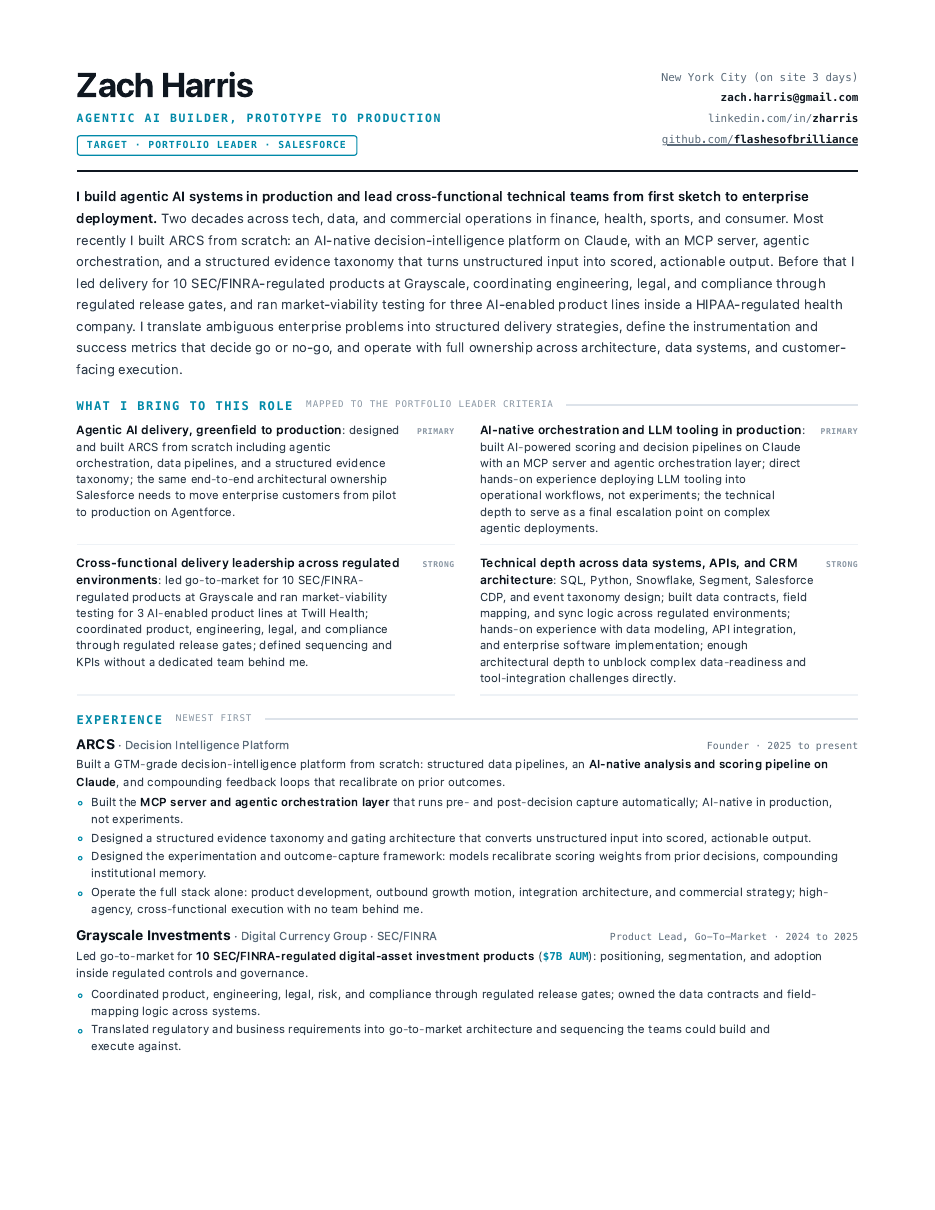 Zach Harris
AGENTIC AI BUILDER, PROTOTYPE TO PRODUCTION
TARGET · PORTFOLIO LEADER · SALESFORCE
New York City (on site 3 days)
zach.harris@gmail.com
linkedin.com/in/zharris
github.com/flashesofbrilliance
I build agentic AI systems in production and lead cross-functional technical teams from first sketch to enterprise
deployment. Two decades across tech, data, and commercial operations in finance, health, sports, and consumer. Most
recently I built ARCS from scratch: an AI-native decision-intelligence platform on Claude, with an MCP server, agentic
orchestration, and a structured evidence taxonomy that turns unstructured input into scored, actionable output. Before that I
led delivery for 10 SEC/FINRA-regulated products at Grayscale, coordinating engineering, legal, and compliance through
regulated release gates, and ran market-viability testing for three AI-enabled product lines inside a HIPAA-regulated health
company. I translate ambiguous enterprise problems into structured delivery strategies, define the instrumentation and
success metrics that decide go or no-go, and operate with full ownership across architecture, data systems, and customer-
facing execution.
WHAT I BRING TO THIS ROLE MAPPED TO THE PORTFOLIO LEADER CRITERIA
Agentic AI delivery, greenfield to production: designed PRIMARY
and built ARCS from scratch including agentic
orchestration, data pipelines, and a structured evidence
taxonomy; the same end-to-end architectural ownership
Salesforce needs to move enterprise customers from pilot
to production on Agentforce.
AI-native orchestration and LLM tooling in production: PRIMARY
built AI-powered scoring and decision pipelines on Claude
with an MCP server and agentic orchestration layer; direct
hands-on experience deploying LLM tooling into
operational workflows, not experiments; the technical
depth to serve as a final escalation point on complex
agentic deployments.
Cross-functional delivery leadership across regulated STRONG
environments: led go-to-market for 10 SEC/FINRA-
regulated products at Grayscale and ran market-viability
testing for 3 AI-enabled product lines at Twill Health;
coordinated product, engineering, legal, and compliance
through regulated release gates; defined sequencing and
KPIs without a dedicated team behind me.
Technical depth across data systems, APIs, and CRM STRONG
architecture: SQL, Python, Snowflake, Segment, Salesforce
CDP, and event taxonomy design; built data contracts, field
mapping, and sync logic across regulated environments;
hands-on experience with data modeling, API integration,
and enterprise software implementation; enough
architectural depth to unblock complex data-readiness and
tool-integration challenges directly.
EXPERIENCE NEWEST FIRST
ARCS · Decision Intelligence Platform Founder · 2025 to present
Built a GTM-grade decision-intelligence platform from scratch: structured data pipelines, an AI-native analysis and scoring pipeline on
Claude, and compounding feedback loops that recalibrate on prior outcomes.
Built the MCP server and agentic orchestration layer that runs pre- and post-decision capture automatically; AI-native in production,
not experiments.
Designed a structured evidence taxonomy and gating architecture that converts unstructured input into scored, actionable output.
Designed the experimentation and outcome-capture framework: models recalibrate scoring weights from prior decisions, compounding
institutional memory.
Operate the full stack alone: product development, outbound growth motion, integration architecture, and commercial strategy; high-
agency, cross-functional execution with no team behind me.
Grayscale Investments · Digital Currency Group · SEC/FINRA Product Lead, Go-To-Market · 2024 to 2025
Led go-to-market for 10 SEC/FINRA-regulated digital-asset investment products ($7B AUM): positioning, segmentation, and adoption
inside regulated controls and governance.
Coordinated product, engineering, legal, risk, and compliance through regulated release gates; owned the data contracts and field-
mapping logic across systems.
Translated regulatory and business requirements into go-to-market architecture and sequencing the teams could build and
execute against.